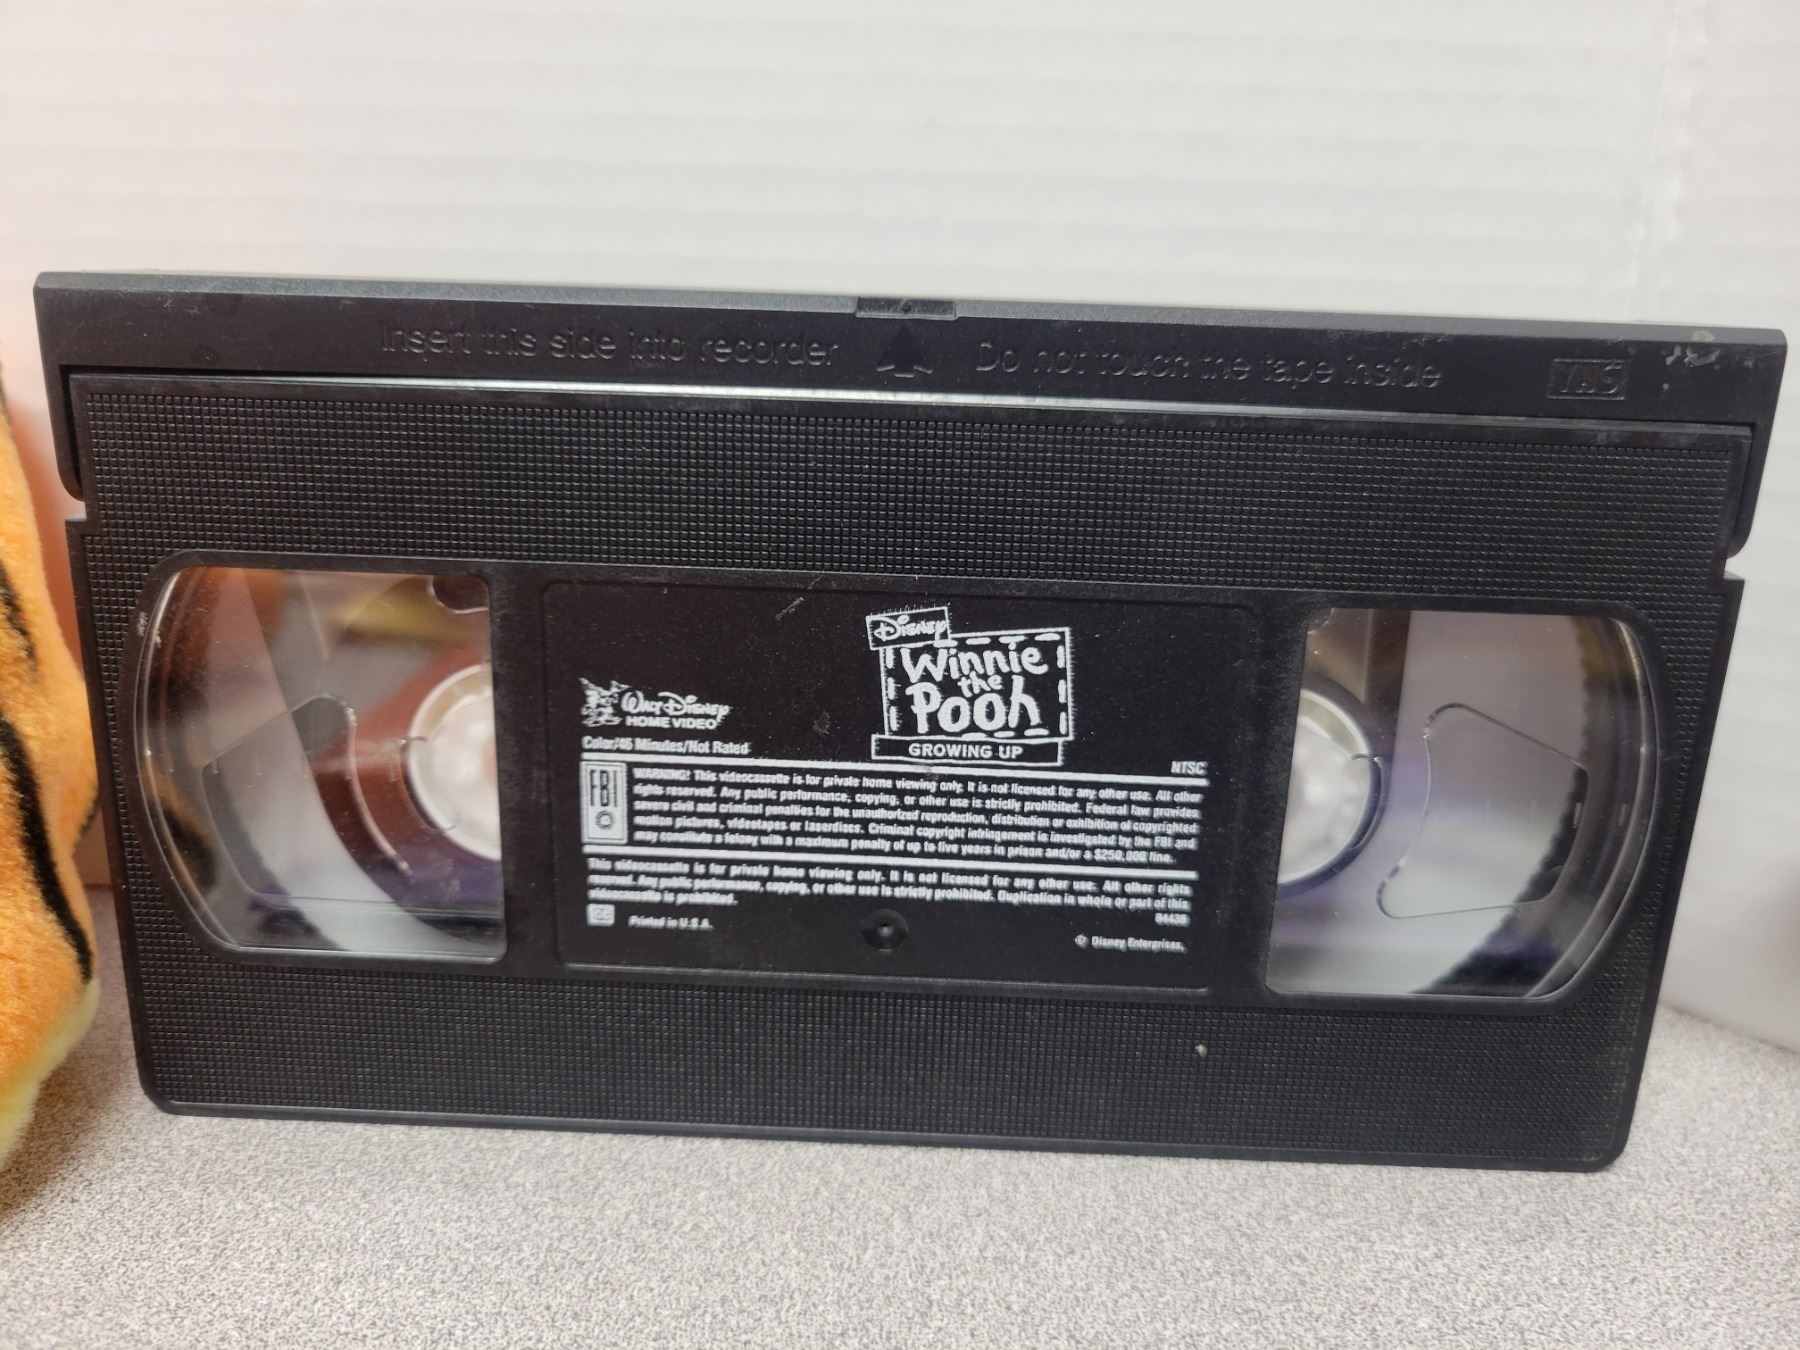 Insert this side into recorder
Do not touch the tape inside
VHS
Disney
Winnie
the
Pooh
GROWING UP
Walt Disney
HOME VIDEO
Color/45 Minutes/Not Rated
NTSC
FBI
WARNING! This videocassette is for private home viewing only. It is not licensed for any other use. All other
rights reserved. Any public performance, copying, or other use is strictly prohibited. Federal law provides
severe civil and criminal penalties for the unauthorized reproduction, distribution or exhibition of copyrighted
motion pictures, videotapes or laserdiscs. Criminal copyright infringement is investigated by the FBI and
may constitute a felony with a maximum penalty of up to five years in prison and/or a $250,000 fine.
This videocassette is for private home viewing only. It is not licensed for any other use. All other rights
reserved. Any public performance, copying, or other use is strictly prohibited. Duplication in whole or part of this
videocassette is prohibited.
CC
Printed in U.S.A.
© Disney Enterprises.